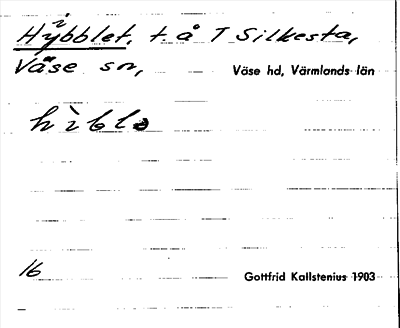 Hybblet, t. å T Silkesta,
Väse sn, Väse hd, Värmlands län
hìblə
16 Gottfrid Kallstenius 1903